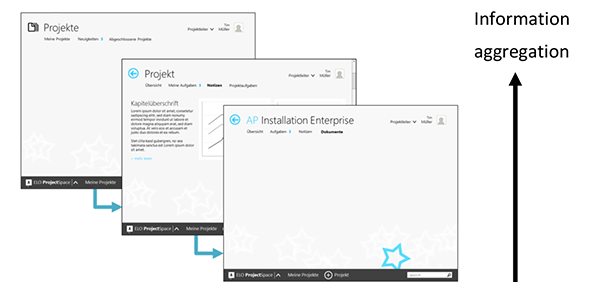 Projekte
Projektleiter Tim Müller
Meine Projekte Neuigkeiten 3 Abgeschlossene Projekte
Information
aggregation
Projekt
Projektleiter Tim Müller
Übersicht Meine Aufgaben 3 Notizen Projektaufgaben
Kapitelüberschrift
Lorem ipsum dolor sit amet, consetetur
sadipscing elitr, sed diam nonumy
eirmod tempor invidunt ut labore et
dolore magna aliquyam erat, sed diam
voluptua. At vero eos et accusam et
justo duo dolores et ea rebum.
Stet clita kasd gubergren, no sea
takimata sanctus est Lorem ipsum dolor
sit amet.
AP Installation Enterprise
Projektleiter Tim Müller
Übersicht Aufgaben 3 Notizen Dokumente
ELO ProjectSpace Meine Projekte
ELO ProjectSpace Meine Projekte
ELO ProjectSpace Meine Projekte Projekt Search